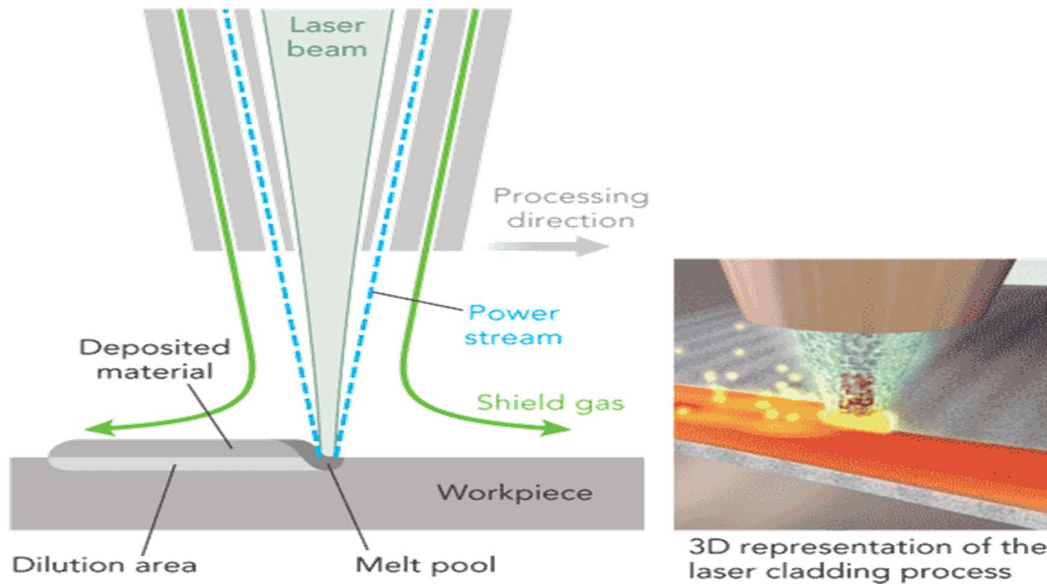 Laser
beam
Processing
direction
Power
stream
Deposited
material
Shield gas
Workpiece
Dilution area
Melt pool
3D representation of the
laser cladding process